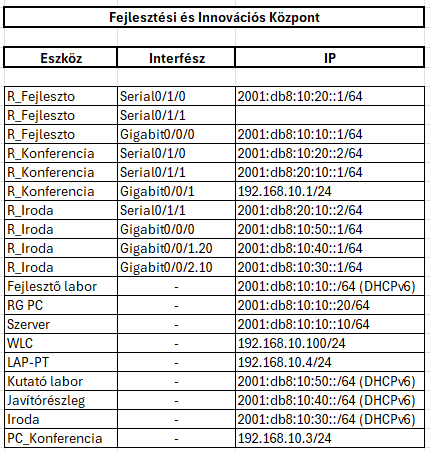 Fejlesztési és Innovációs Központ
Eszköz Interfész IP
R_Fejleszto Serial0/1/0 2001:db8:10:20::1/64
R_Fejleszto Serial0/1/1
R_Fejleszto Gigabit0/0/0 2001:db8:10:10::1/64
R_Konferencia Serial0/1/0 2001:db8:10:20::2/64
R_Konferencia Serial0/1/1 2001:db8:20:10::1/64
R_Konferencia Gigabit0/0/1 192.168.10.1/24
R_Iroda Serial0/1/1 2001:db8:20:10::2/64
R_Iroda Gigabit0/0/0 2001:db8:10:50::1/64
R_Iroda Gigabit0/0/1.20 2001:db8:10:40::1/64
R_Iroda Gigabit0/0/2.10 2001:db8:10:30::1/64
Fejlesztő labor - 2001:db8:10:10::/64 (DHCPv6)
RG PC - 2001:db8:10:10::20/64
Szerver - 2001:db8:10:10::10/64
WLC - 192.168.10.100/24
LAP-PT - 192.168.10.4/24
Kutató labor - 2001:db8:10:50::/64 (DHCPv6)
Javítórészleg - 2001:db8:10:40::/64 (DHCPv6)
Iroda - 2001:db8:10:30::/64 (DHCPv6)
PC_Konferencia - 192.168.10.3/24